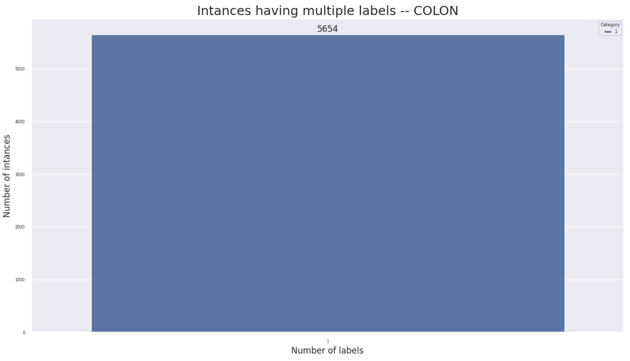 Intances having multiple labels -- COLON
5654
Category
1
5000
4000
3000
2000
1000
0
Number of intances
1
Number of labels